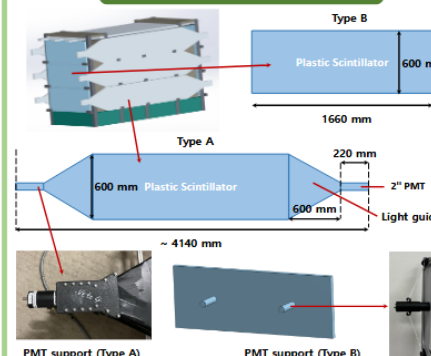 Type B
Plastic Scintillator
600 m
1660 mm
Type A
220 mm
600 mm
Plastic Scintillator
2" PMT
Light guid
600 mm
~ 4140 mm
PMT support (Type A)
PMT support (Type B)